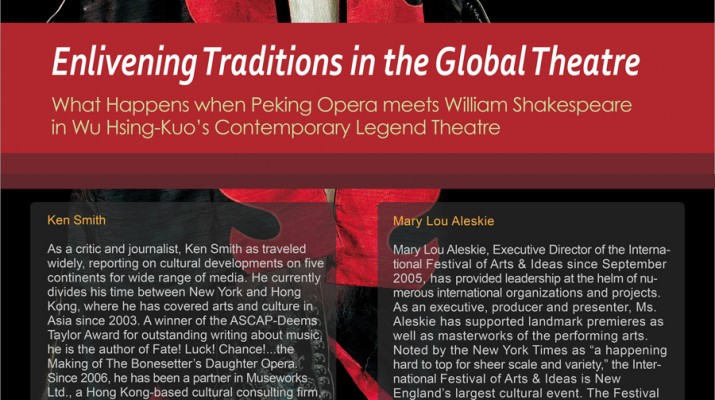 Enlivening Traditions in the Global Theatre
What Happens when Peking Opera meets William Shakespeare
in Wu Hsing-Kuo's Contemporary Legend Theatre
Ken Smith
As a critic and journalist, Ken Smith as traveled
widely, reporting on cultural developments on five
continents for wide range of media. He currently
divides his time between New York and Hong
Kong, where he has covered arts and culture in
Asia since 2003. A winner of the ASCAP-Deems
Taylor Award for outstanding writing about music,
he is the author of Fate! Luck! Chance!...the
Making of The Bonesetter's Daughter Opera.
Since 2006, he has been a partner in Museworks
Ltd., a Hong Kong-based cultural consulting firm,
Mary Lou Aleskie
Mary Lou Aleskie, Executive Director of the Interna-
tional Festival of Arts & Ideas since September
2005, has provided leadership at the helm of nu-
merous international organizations and projects.
As an executive, producer and presenter, Ms.
Aleskie has supported landmark premieres as
well as masterworks of the performing arts.
Noted by the New York Times as "a happening
hard to top for sheer scale and variety," the Inter-
national Festival of Arts & Ideas is New
England's largest cultural event. The Festival